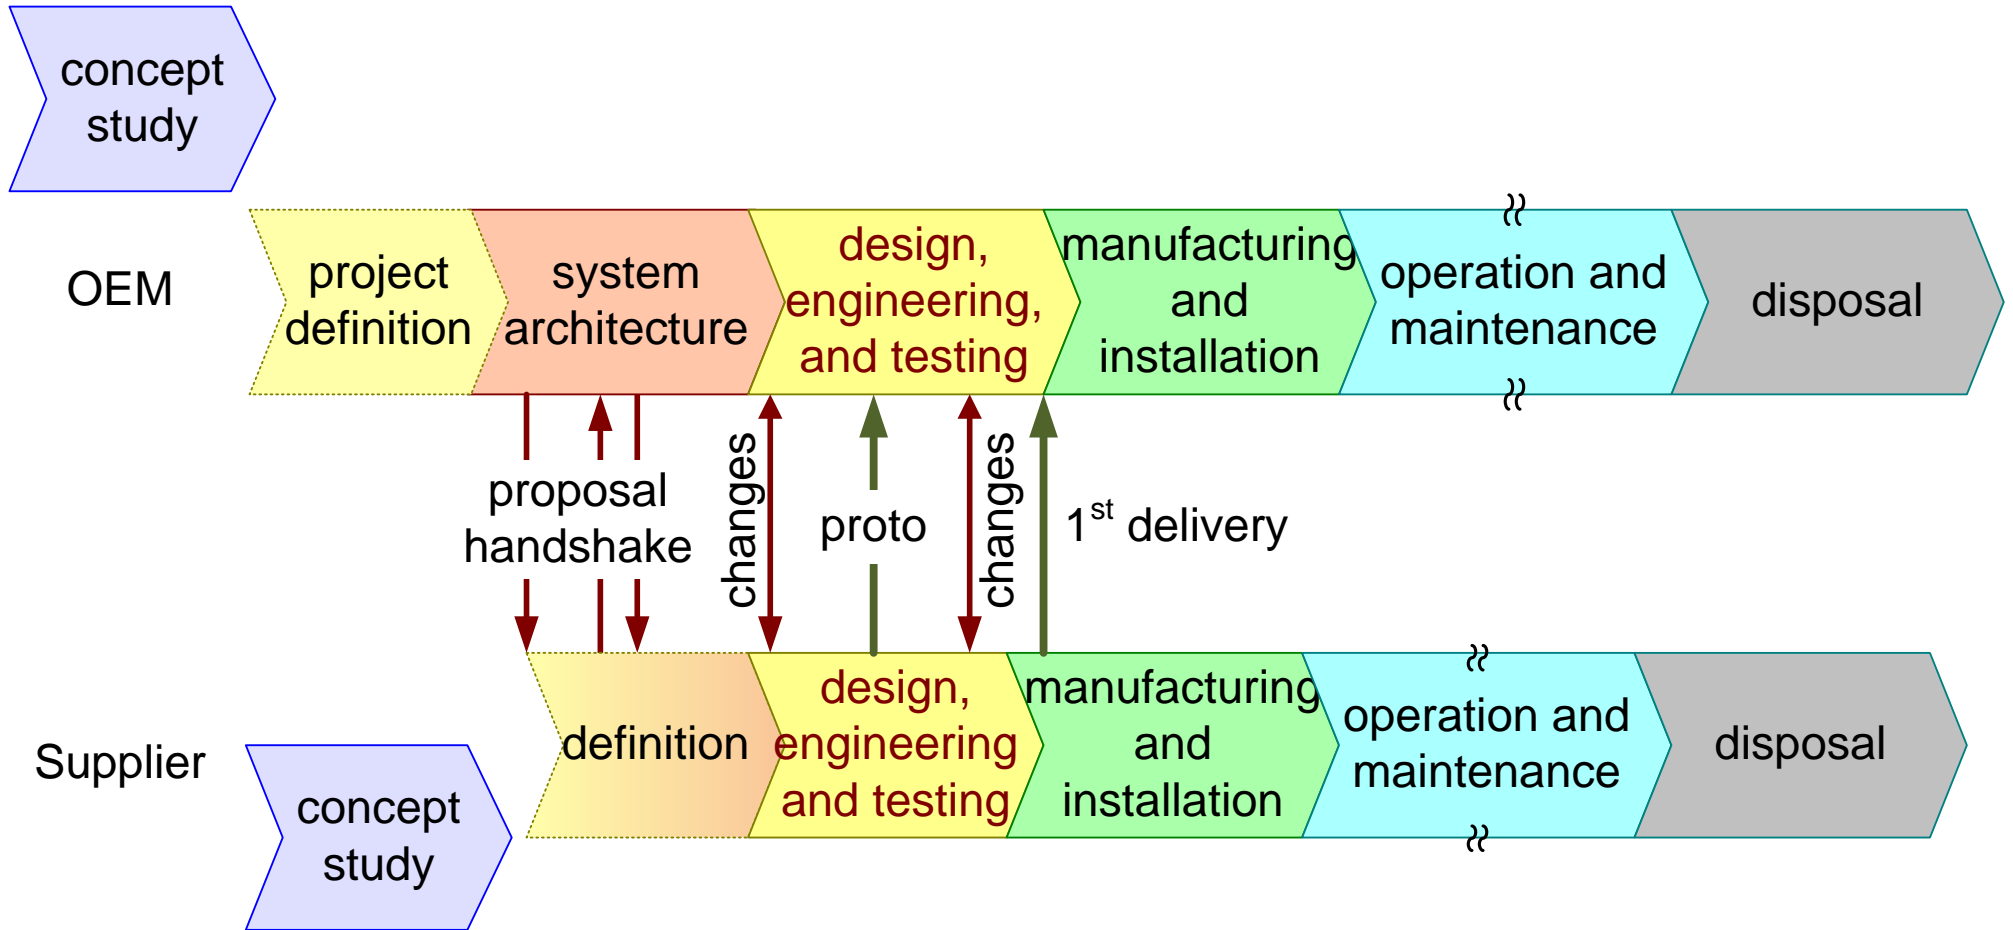 concept
study
OEM
project
definition
system
architecture
design,
engineering,
and testing
manufacturing
and
installation
operation and
maintenance
disposal
proposal
handshake
changes
proto
changes
1st delivery
Supplier
concept
study
definition
design,
engineering
and testing
manufacturing
and
installation
operation and
maintenance
disposal